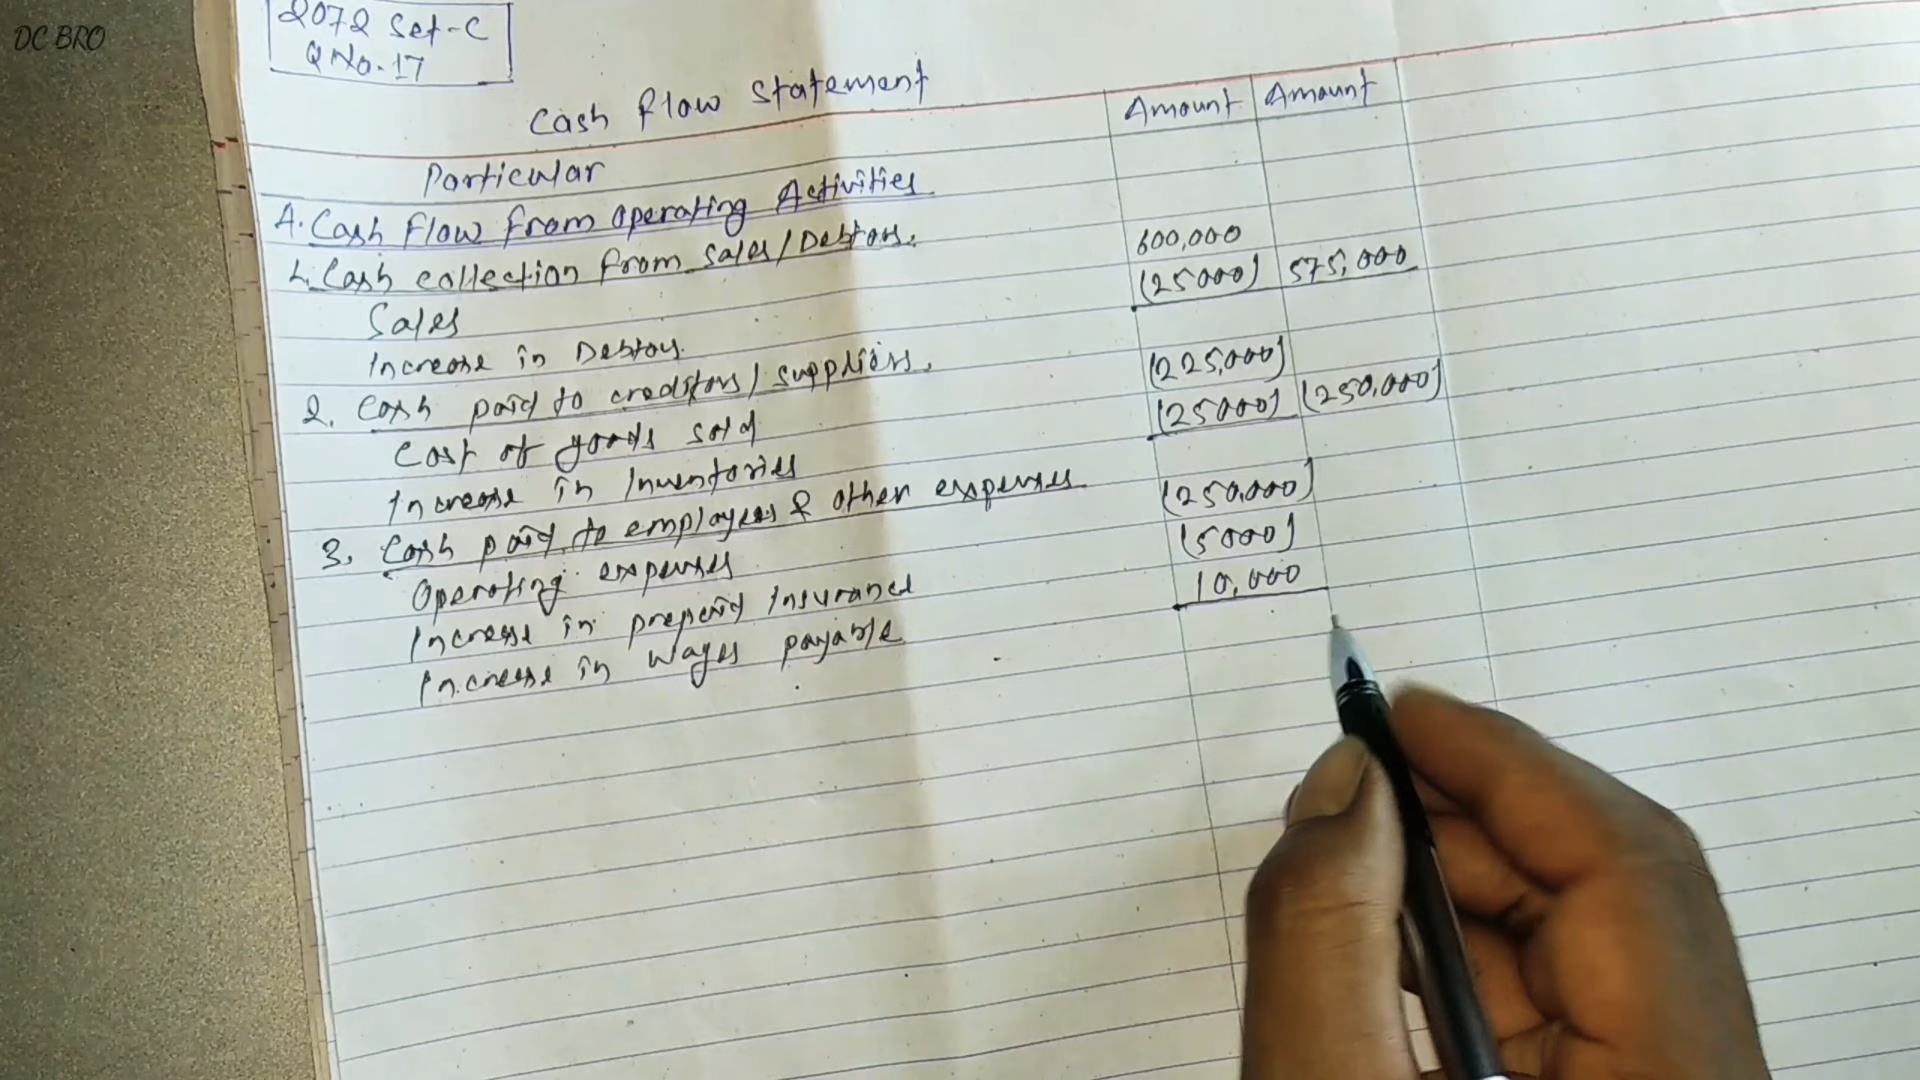 DC BRO
2072 Set-C
Q No. 17
Cash Flow Statement
Particular Amount Amount
A. Cash Flow From Operating Activities
1. Cash collection From Sales/Debtors.
Sales 600,000
Increase in Debtors. (25000) 575,000
2. Cash paid to creditors/suppliers.
Cost of goods sold (225,000)
Increase in Inventories (25000) (250,000)
3. Cash paid to employees & other expenses
Operating expenses (250,000)
Increase in prepaid Insurance (5000)
Increase in Wages payable 10,000